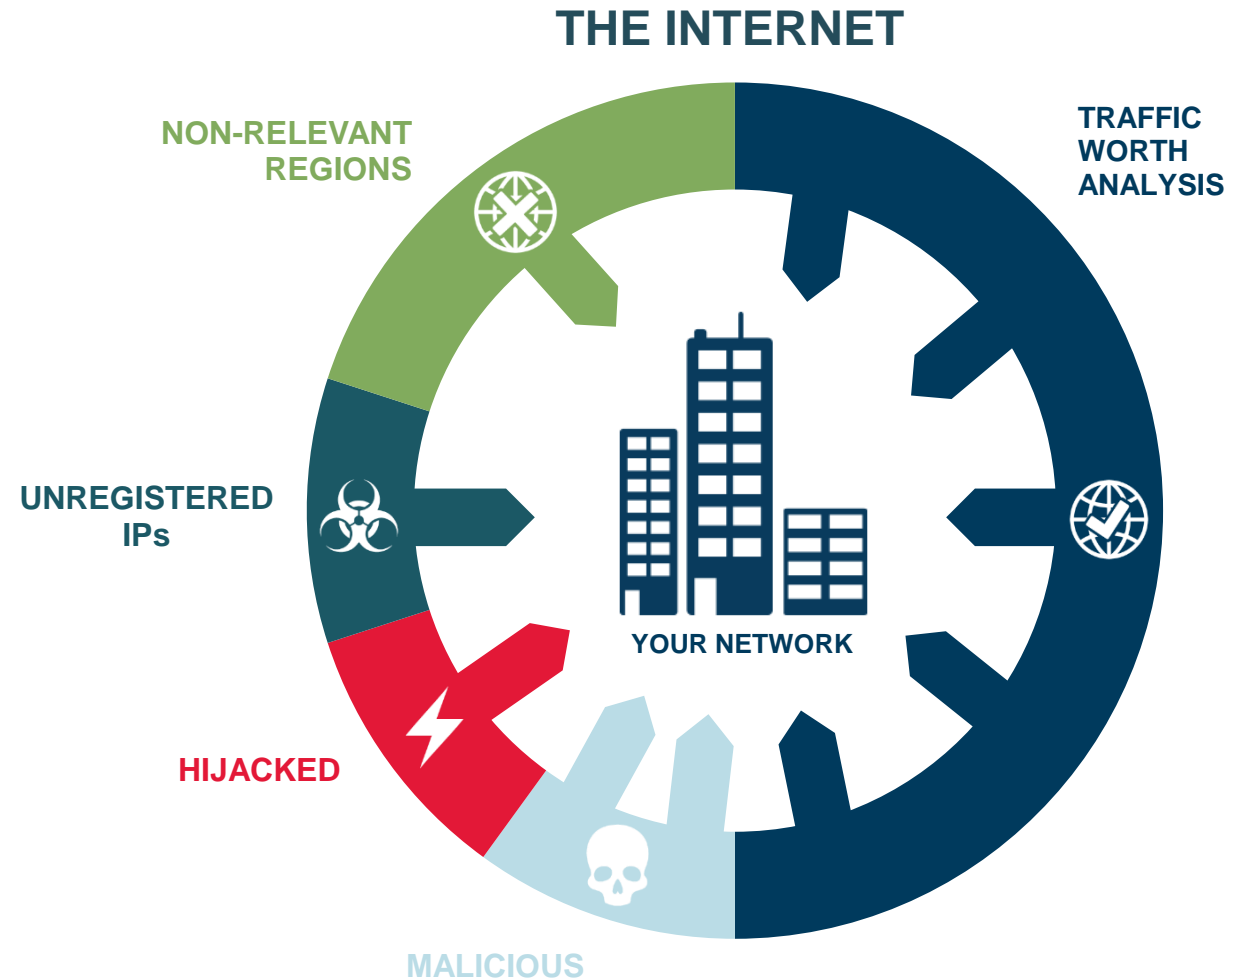 THE INTERNET
NON-RELEVANT
REGIONS
TRAFFIC
WORTH
ANALYSIS
UNREGISTERED
IPs
YOUR NETWORK
HIJACKED
MALICIOUS